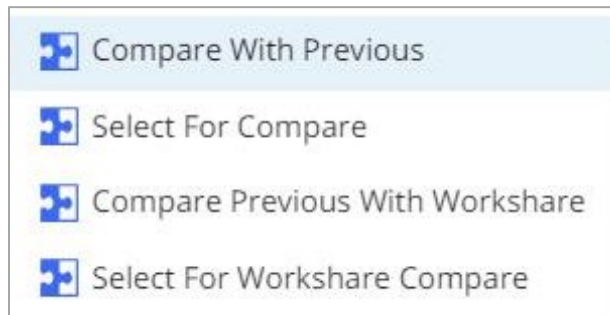 Compare With Previous
Select For Compare
Compare Previous With Workshare
Select For Workshare Compare